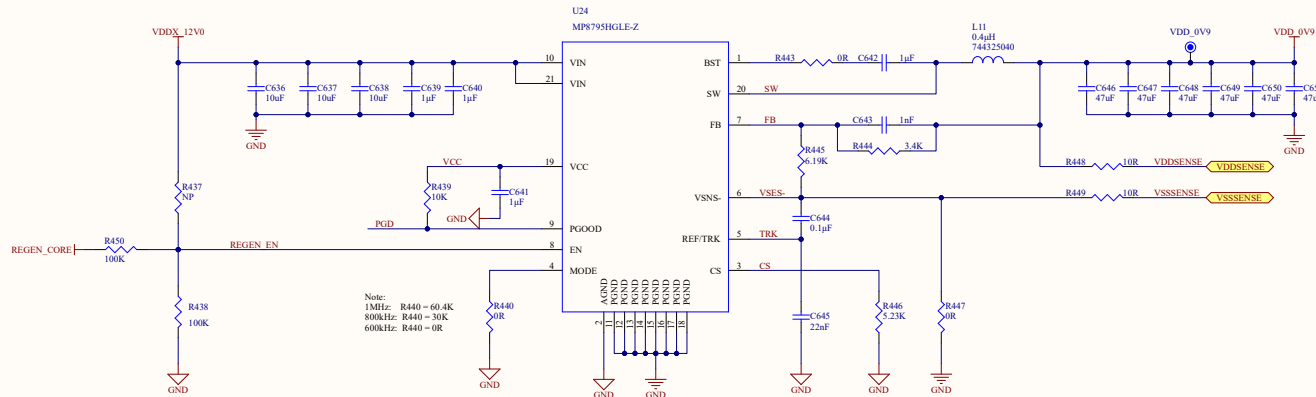 U24
MP8795HGLE-Z
VDDX_12V0
C636
10uF
C637
10uF
C638
10uF
C639
1µF
C640
1µF
GND
10
VIN
21
VIN
19
VCC
9
PGOOD
8
EN
4
MODE
BST
1
SW
20
FB
7
VSNS-
6
REF/TRK
5
CS
3
AGND
PGND
PGND
PGND
PGND
PGND
PGND
PGND
PGND
2
11
12
13
14
15
16
17
18
VCC
R439
10K
C641
1µF
GND
PGD
R437
NP
REGEN_CORE
R450
100K
REGEN_EN
R438
100K
GND
Note:
1MHz: R440 = 60.4K
800kHz: R440 = 30K
600kHz: R440 = 0R
R440
0R
GND
GND
GND
R443
0R
C642
1µF
L11
0.4µH
744325040
SW
FB
C643
1nF
R444
3.4K
R445
6.19K
VSES-
C644
0.1µF
TRK
CS
C645
22nF
GND
R446
5.23K
GND
R447
0R
GND
VDD_0V9
VDD_0V9
C646
47uF
C647
47uF
C648
47uF
C649
47uF
C650
47uF
GND
R448
10R
VDDSENSE
VDDSENSE
R449
10R
VSSSENSE
VSSSENSE